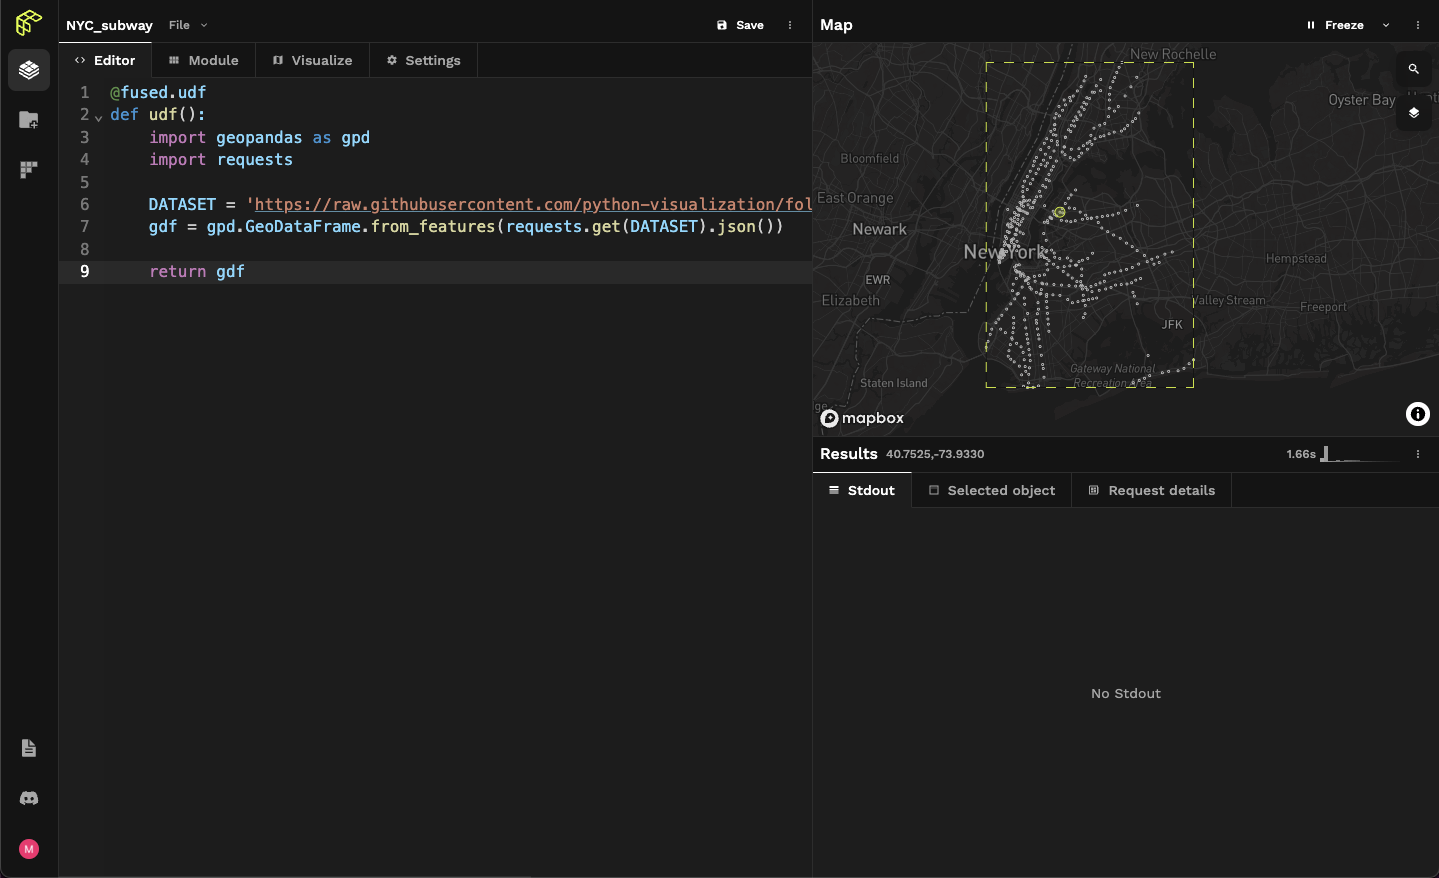 NYC_subway File Save
Editor Module Visualize Settings
1 @fused.udf
2 def udf():
3 import geopandas as gpd
4 import requests
5
6 DATASET = 'https://raw.githubusercontent.com/python-visualization/fol
7 gdf = gpd.GeoDataFrame.from_features(requests.get(DATASET).json())
8
9 return gdf
M
Map Freeze
New Rochelle
Oyster Bay
Bloomfield
East Orange
Newark
New York
EWR
Hempstead
Elizabeth
Valley Stream
Freeport
JFK
Gateway National
Recreation Area
Staten Island
mapbox
Results 40.7525,-73.9330 1.66s
Stdout Selected object Request details
No Stdout